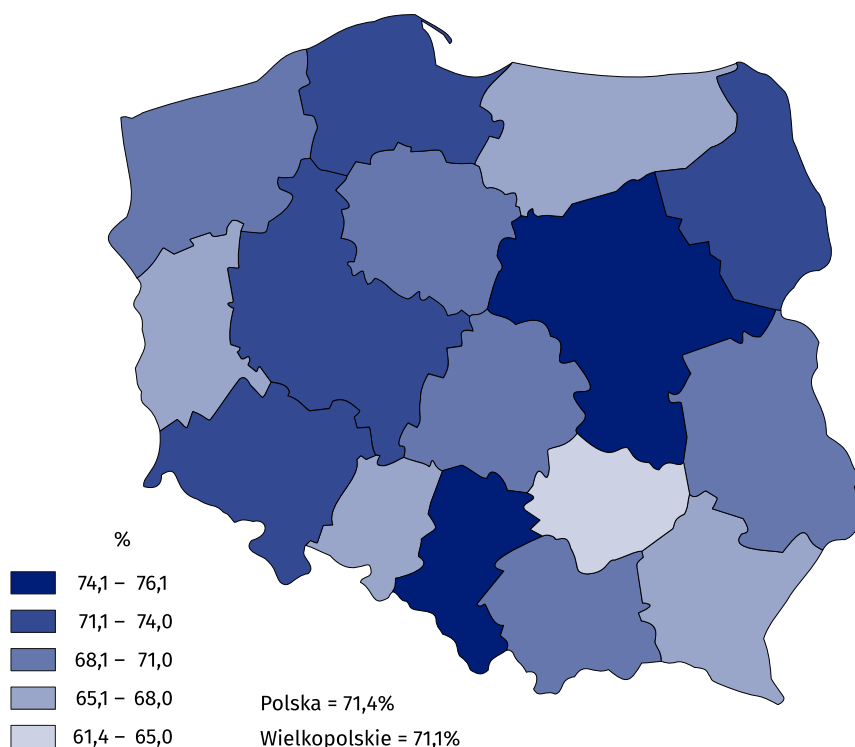 %
74,1 – 76,1
71,1 – 74,0
68,1 – 71,0
65,1 – 68,0
61,4 – 65,0
Polska = 71,4%
Wielkopolskie = 71,1%